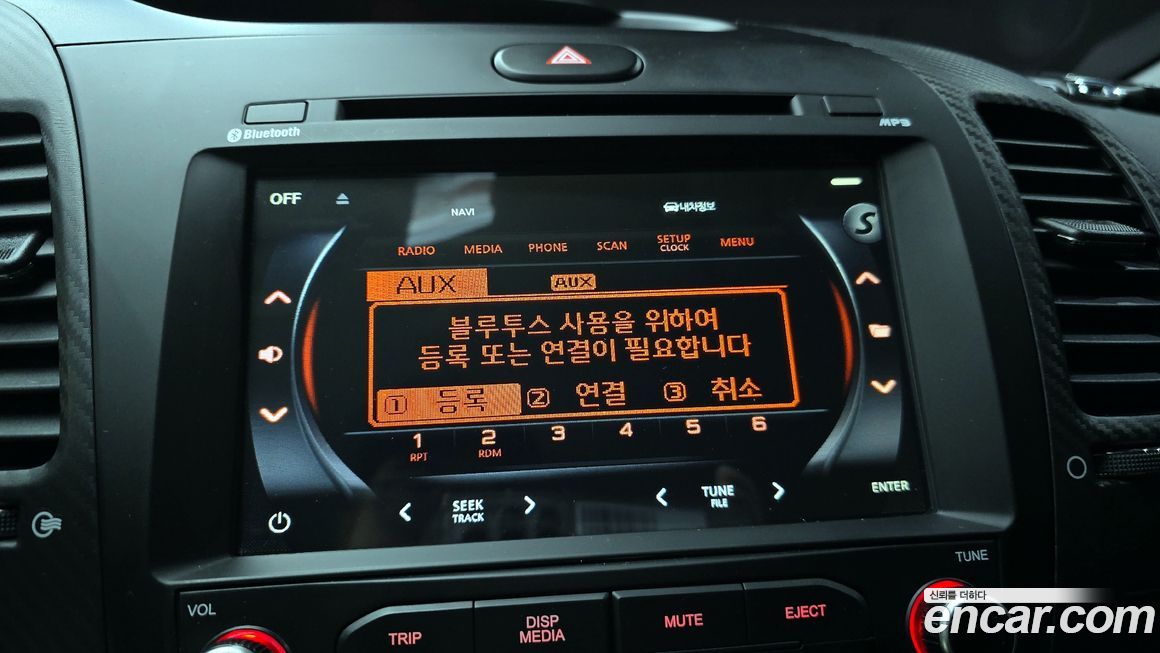 Bluetooth
MP3
OFF
NAVI
내차정보
S
RADIO
MEDIA
PHONE
SCAN
SETUP
CLOCK
MENU
AUX
AUX
블루투스 사용을 위하여
등록 또는 연결이 필요합니다
① 등록 ② 연결 ③ 취소
1 2 3 4 5 6
RPT RDM
< SEEK > < TUNE >
TRACK FILE
ENTER
VOL
TUNE
TRIP
DISP
MEDIA
MUTE
EJECT
신뢰를 더하다
encar.com